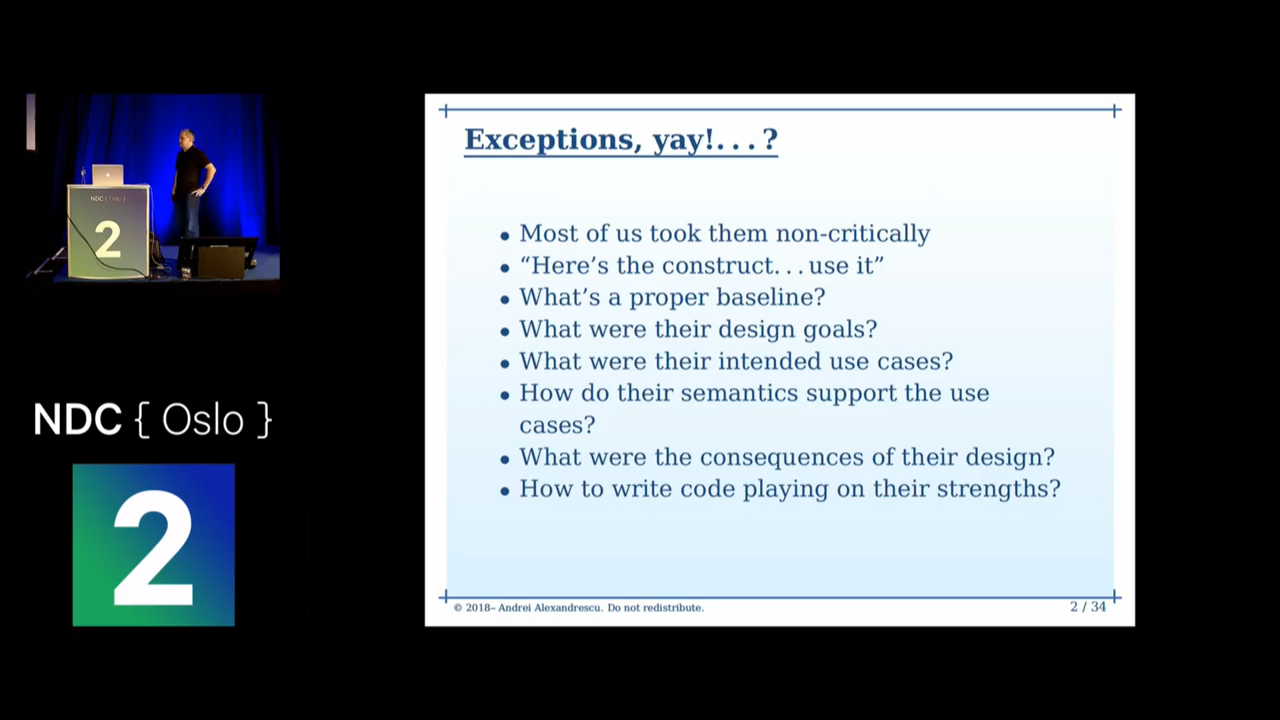 Exceptions, yay!. . . ?
• Most of us took them non-critically
• “Here’s the construct. . . use it”
• What’s a proper baseline?
• What were their design goals?
• What were their intended use cases?
• How do their semantics support the use
cases?
• What were the consequences of their design?
• How to write code playing on their strengths?
© 2018– Andrei Alexandrescu. Do not redistribute.
2 / 34
NDC { Oslo }
2
NDC { Oslo }
2